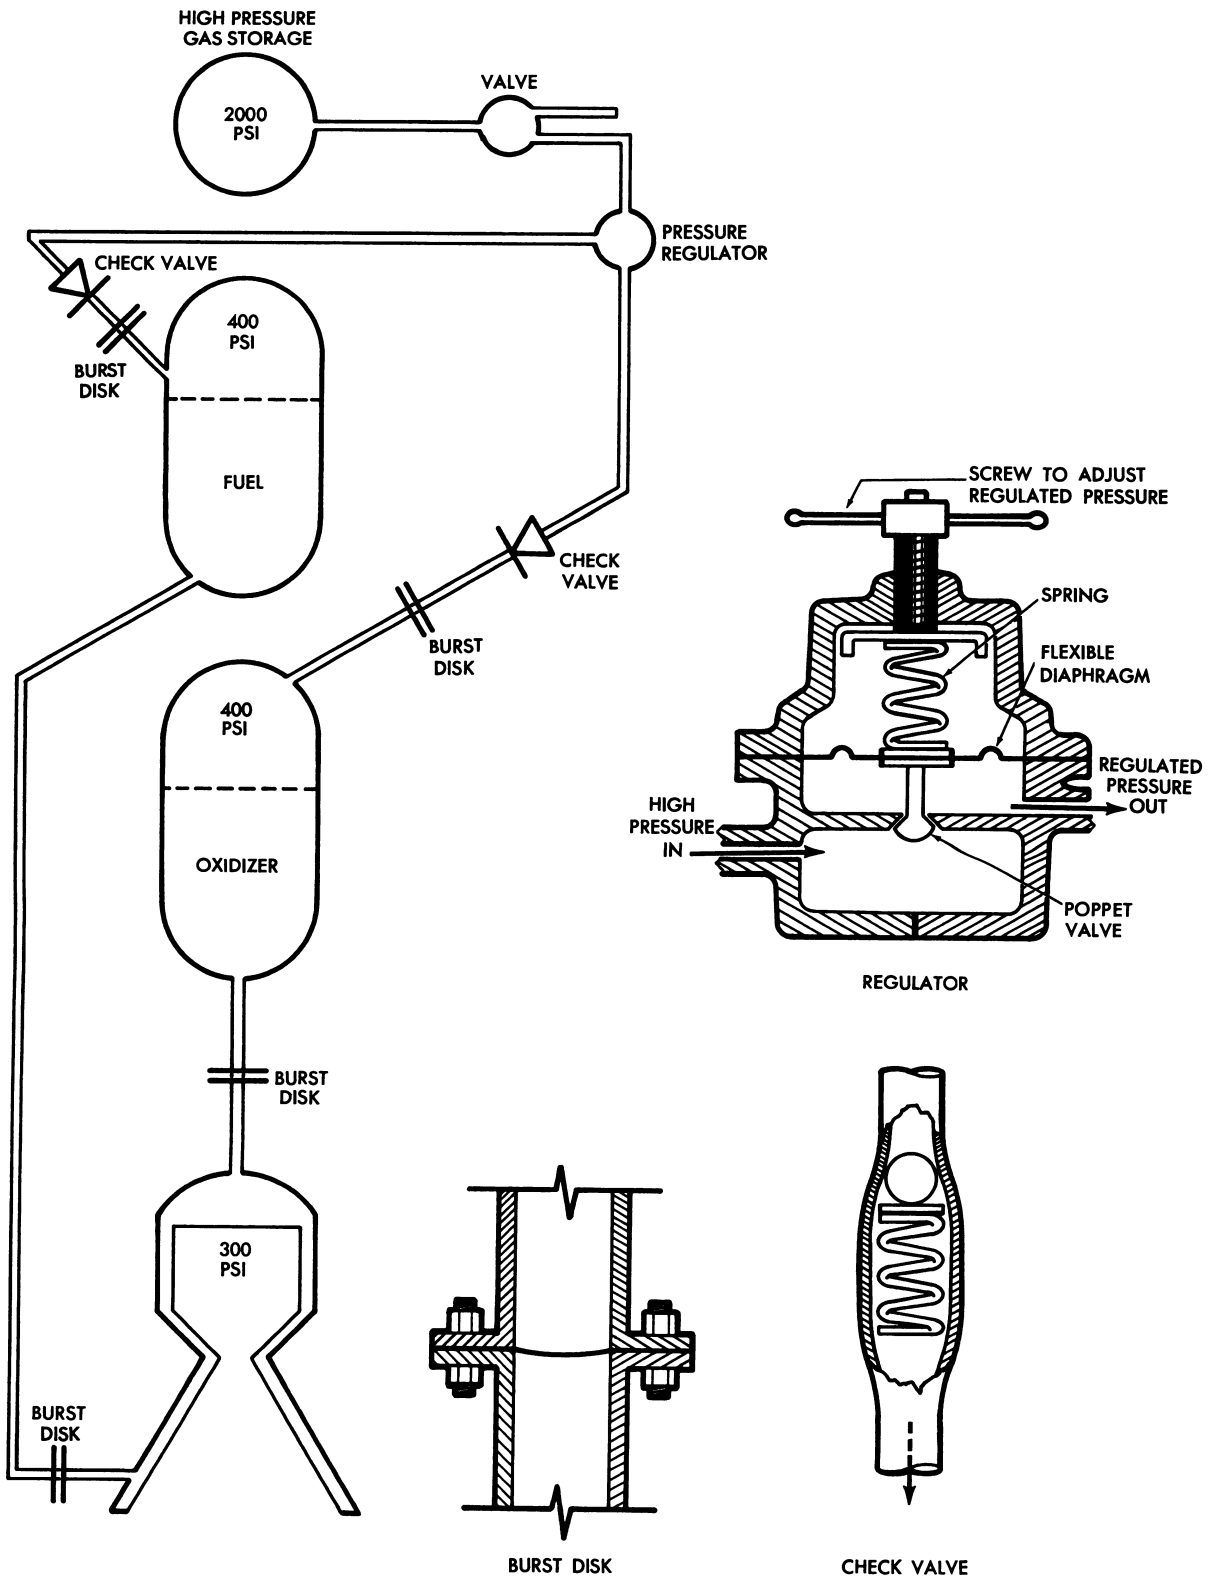 HIGH PRESSURE
GAS STORAGE
2000
PSI
VALVE
PRESSURE
REGULATOR
CHECK VALVE
BURST
DISK
400
PSI
FUEL
CHECK
VALVE
BURST
DISK
400
PSI
OXIDIZER
BURST
DISK
300
PSI
BURST
DISK
SCREW TO ADJUST
REGULATED PRESSURE
SPRING
FLEXIBLE
DIAPHRAGM
REGULATED
PRESSURE
OUT
HIGH
PRESSURE
IN
POPPET
VALVE
REGULATOR
BURST DISK
CHECK VALVE